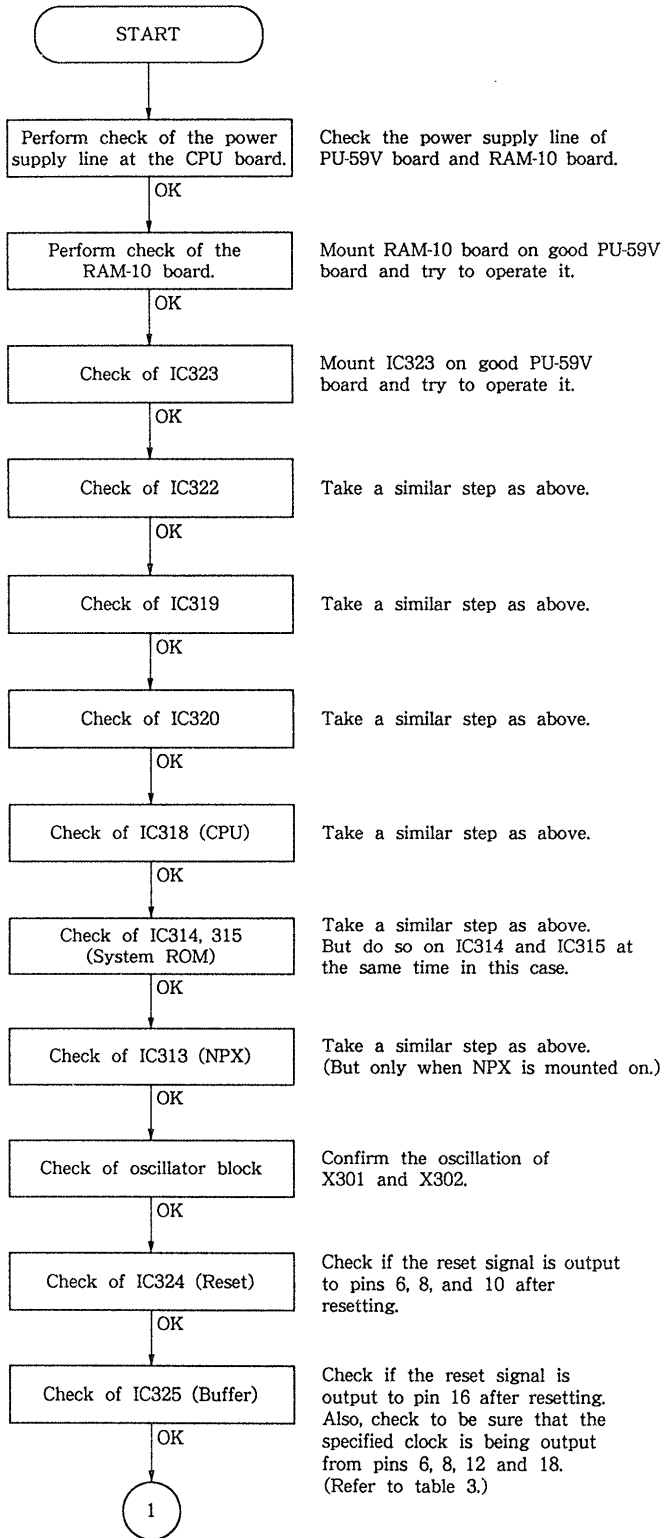 START
Perform check of the power
supply line at the CPU board.
Check the power supply line of
PU-59V board and RAM-10 board.
OK
Perform check of the
RAM-10 board.
Mount RAM-10 board on good PU-59V
board and try to operate it.
OK
Check of IC323
Mount IC323 on good PU-59V
board and try to operate it.
OK
Check of IC322
Take a similar step as above.
OK
Check of IC319
Take a similar step as above.
OK
Check of IC320
Take a similar step as above.
OK
Check of IC318 (CPU)
Take a similar step as above.
OK
Check of IC314, 315
(System ROM)
Take a similar step as above.
But do so on IC314 and IC315 at
the same time in this case.
OK
Check of IC313 (NPX)
Take a similar step as above.
(But only when NPX is mounted on.)
OK
Check of oscillator block
Confirm the oscillation of
X301 and X302.
OK
Check of IC324 (Reset)
Check if the reset signal is output
to pins 6, 8, and 10 after
resetting.
OK
Check of IC325 (Buffer)
Check if the reset signal is
output to pin 16 after resetting.
Also, check to be sure that the
specified clock is being output
from pins 6, 8, 12 and 18.
(Refer to table 3.)
OK
1